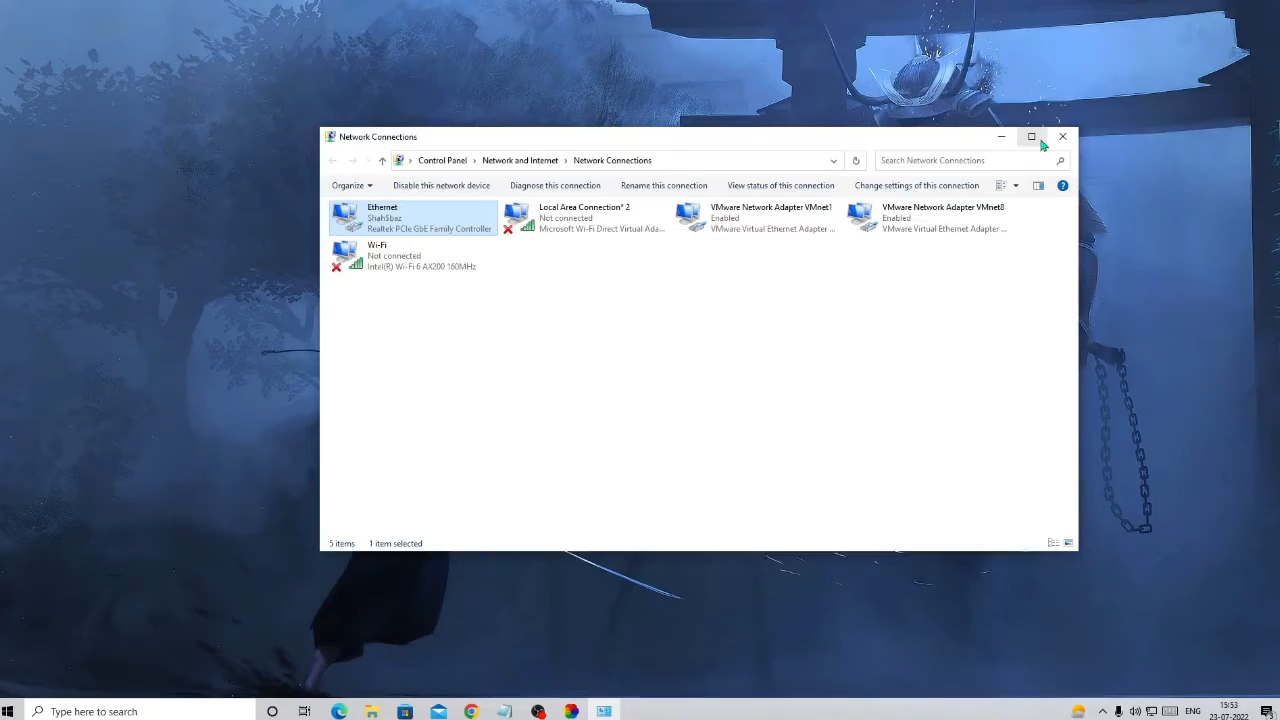 Network Connections
Control Panel > Network and Internet > Network Connections
Search Network Connections
Organize
Disable this network device
Diagnose this connection
Rename this connection
View status of this connection
Change settings of this connection
Ethernet
Shah$baz
Realtek PCIe GbE Family Controller
Local Area Connection* 2
Not connected
Microsoft Wi-Fi Direct Virtual Ada...
VMware Network Adapter VMnet1
Enabled
VMware Virtual Ethernet Adapter ...
VMware Network Adapter VMnet8
Enabled
VMware Virtual Ethernet Adapter ...
Wi-Fi
Not connected
Intel(R) Wi-Fi 6 AX200 160MHz
5 items
1 item selected
Type here to search
ENG
15:53
23-07-2022